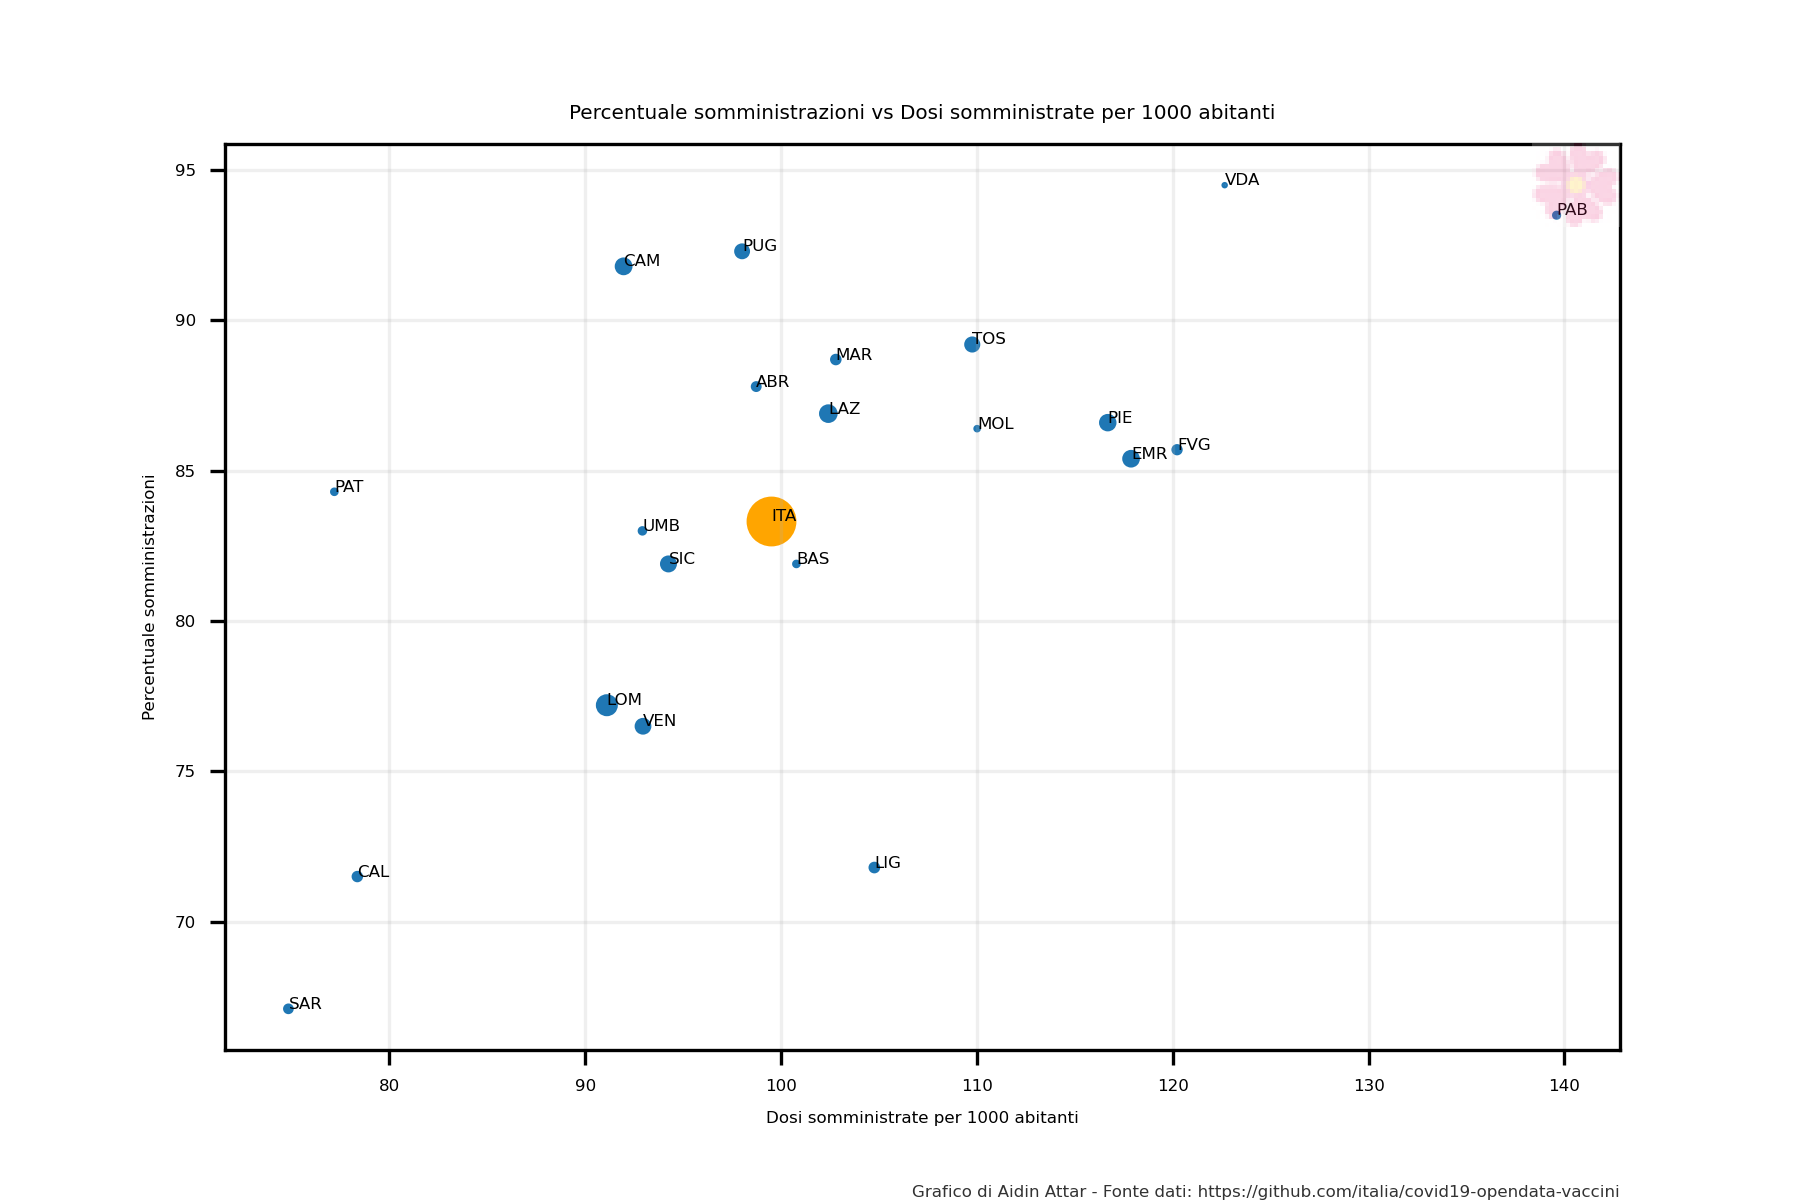 Percentuale somministrazioni vs Dosi somministrate per 1000 abitanti
95
VDA
PAB
PUG
CAM
90
TOS
MAR
ABR
LAZ
MOL
PIE
FVG
EMR
85
PAT
ITA
UMB
SIC
BAS
80
LOM
VEN
75
CAL
LIG
70
SAR
Percentuale somministrazioni
80 90 100 110 120 130 140
Dosi somministrate per 1000 abitanti
Grafico di Aidin Attar - Fonte dati: https://github.com/italia/covid19-opendata-vaccini